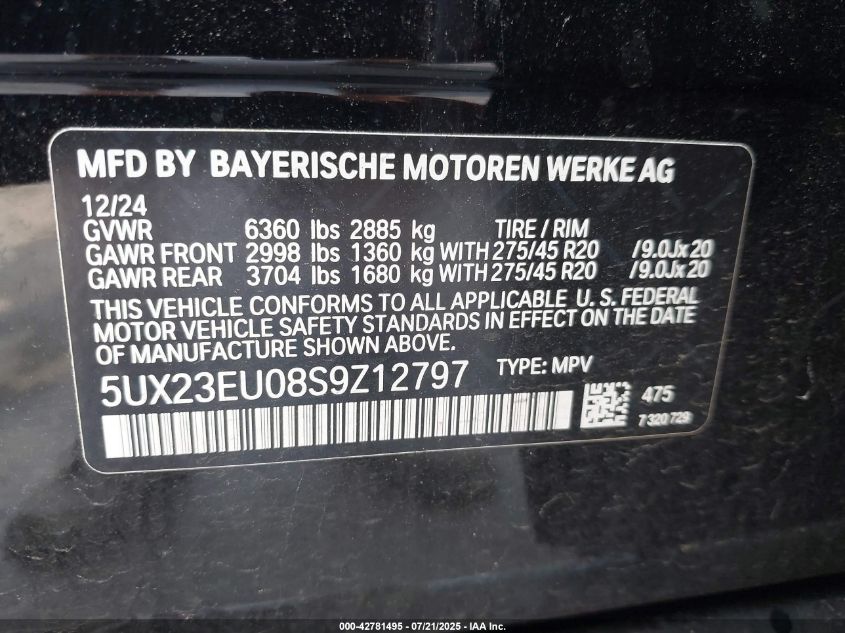 MFD BY BAYERISCHE MOTOREN WERKE AG
12/24
GVWR 6360 lbs 2885 kg TIRE / RIM
GAWR FRONT 2998 lbs 1360 kg WITH 275/45 R20 /9.0Jx20
GAWR REAR 3704 lbs 1680 kg WITH 275/45 R20 /9.0Jx20
THIS VEHICLE CONFORMS TO ALL APPLICABLE U. S. FEDERAL
MOTOR VEHICLE SAFETY STANDARDS IN EFFECT ON THE DATE
OF MANUFACTURE SHOWN ABOVE.
5UX23EU08S9Z12797 TYPE: MPV
475
7 320 729
000-42781495 - 07/21/2025 - IAA Inc.